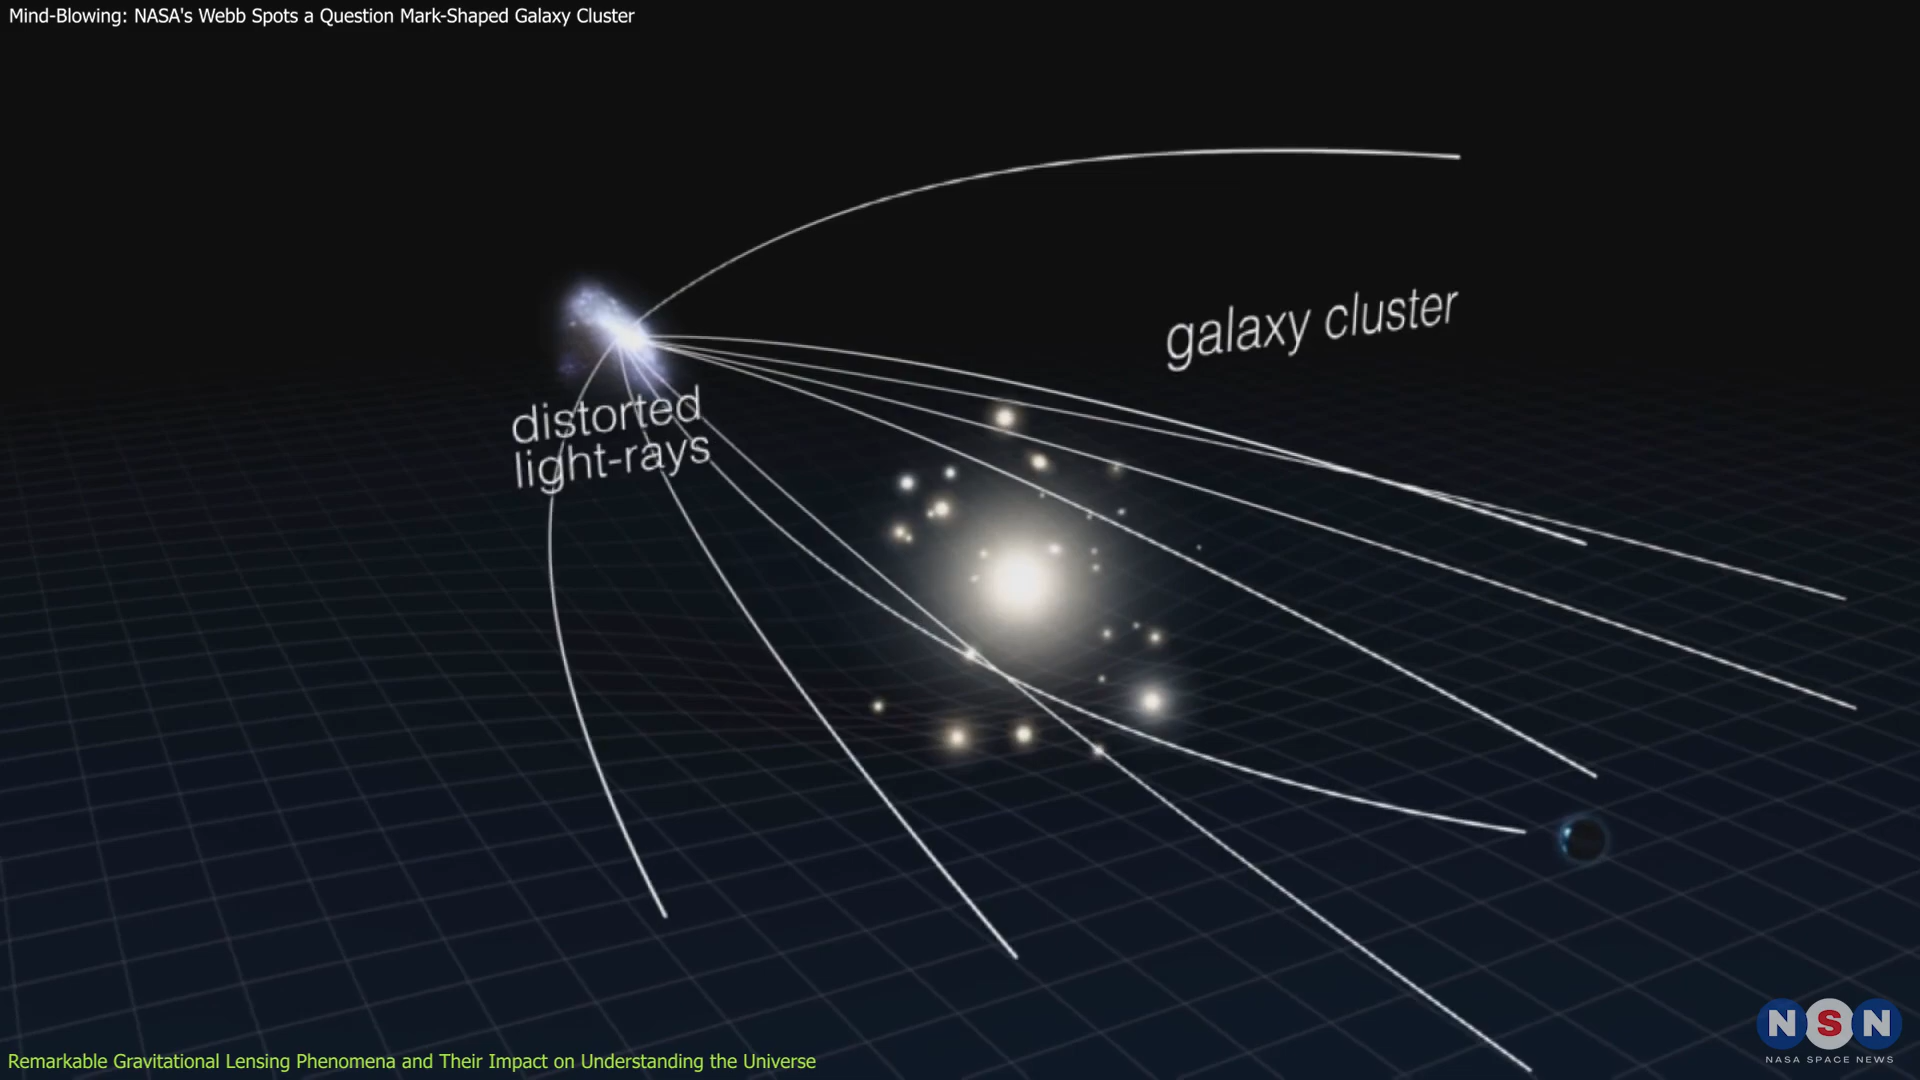 Mind-Blowing: NASA's Webb Spots a Question Mark-Shaped Galaxy Cluster
galaxy cluster
distorted
light-rays
NSN
NASA SPACE NEWS
Remarkable Gravitational Lensing Phenomena and Their Impact on Understanding the Universe